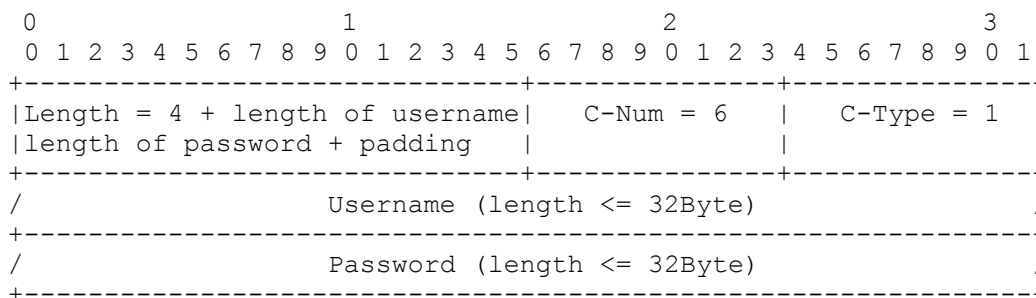 0                   1                   2                   3
0 1 2 3 4 5 6 7 8 9 0 1 2 3 4 5 6 7 8 9 0 1 2 3 4 5 6 7 8 9 0 1
+-------------------------------+---------------+---------------
|Length = 4 + length of username|   C-Num = 6   |   C-Type = 1
|length of password + padding   |               |
+-------------------------------+---------------+---------------
/                   Username (length <= 32Byte)                /
+---------------------------------------------------------------
/                   Password (length <= 32Byte)                /
+---------------------------------------------------------------